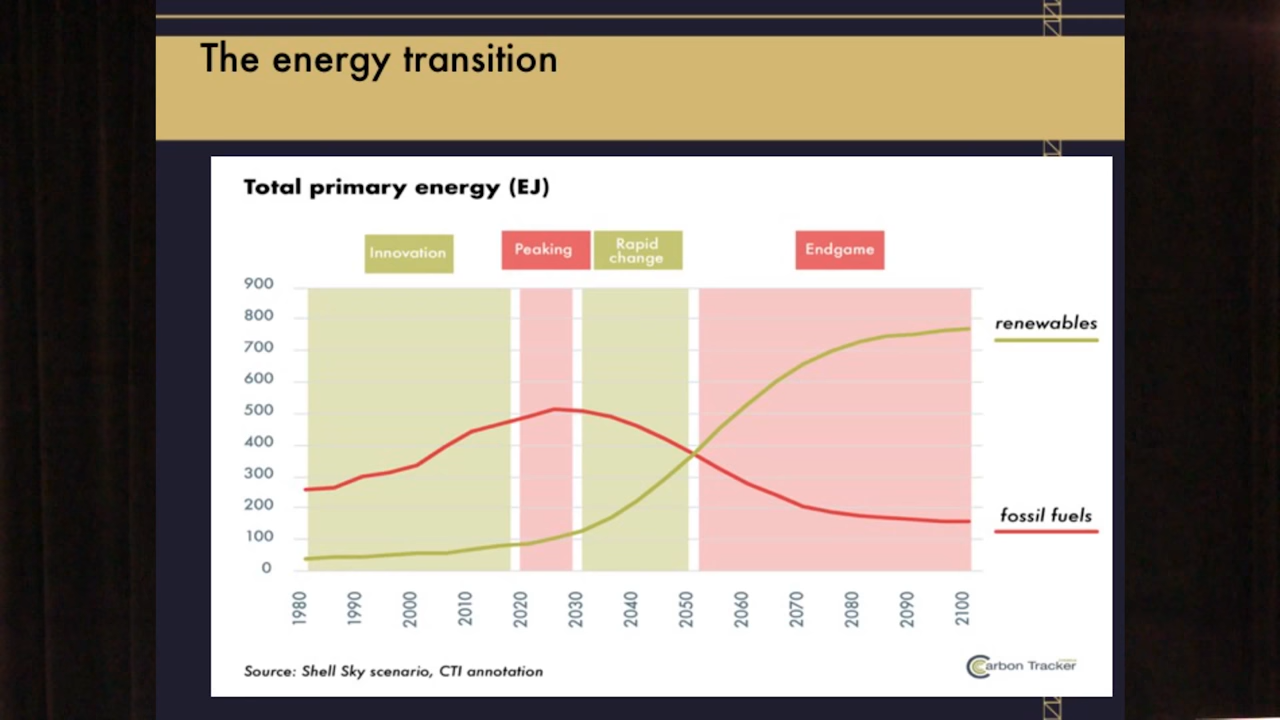 The energy transition
Total primary energy (EJ)
Innovation
Peaking
Rapid
change
Endgame
900
800
700
600
500
400
300
200
100
0
renewables
fossil fuels
1980
1990
2000
2010
2020
2030
2040
2050
2060
2070
2080
2090
2100
Source: Shell Sky scenario, CTI annotation
Carbon Tracker